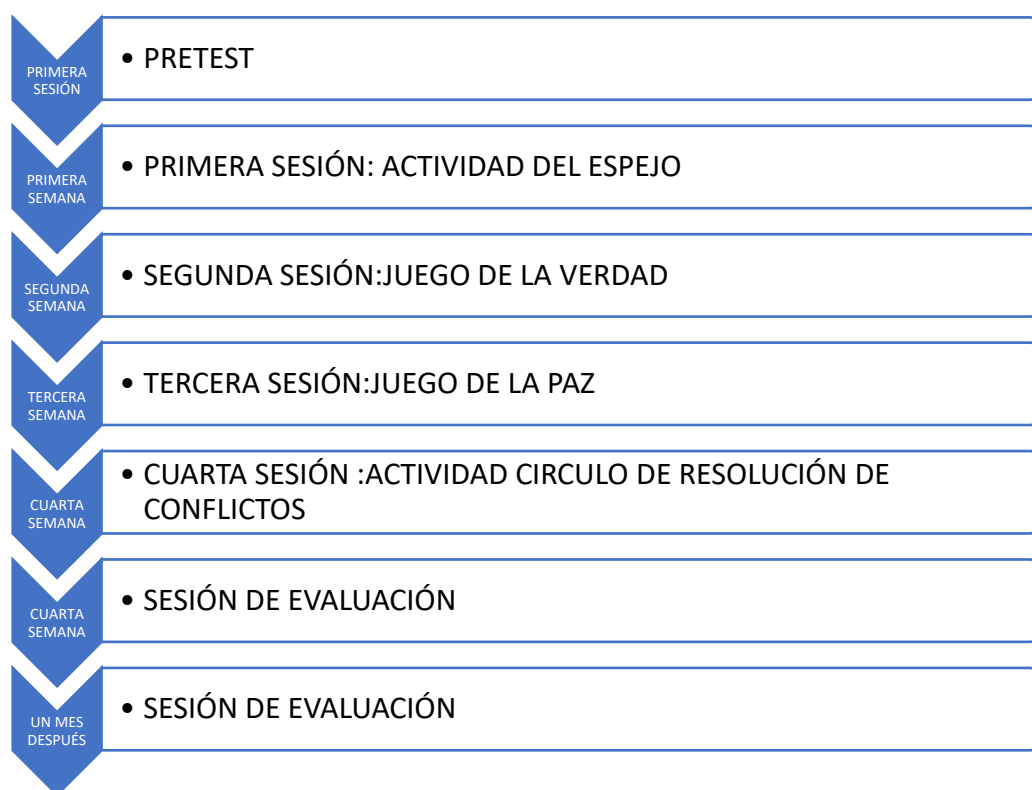 PRIMERA
SESIÓN
• PRETEST
PRIMERA
SEMANA
• PRIMERA SESIÓN: ACTIVIDAD DEL ESPEJO
SEGUNDA
SEMANA
• SEGUNDA SESIÓN:JUEGO DE LA VERDAD
TERCERA
SEMANA
• TERCERA SESIÓN:JUEGO DE LA PAZ
CUARTA
SEMANA
• CUARTA SESIÓN :ACTIVIDAD CIRCULO DE RESOLUCIÓN DE
CONFLICTOS
CUARTA
SEMANA
• SESIÓN DE EVALUACIÓN
UN MES
DESPUÉS
• SESIÓN DE EVALUACIÓN